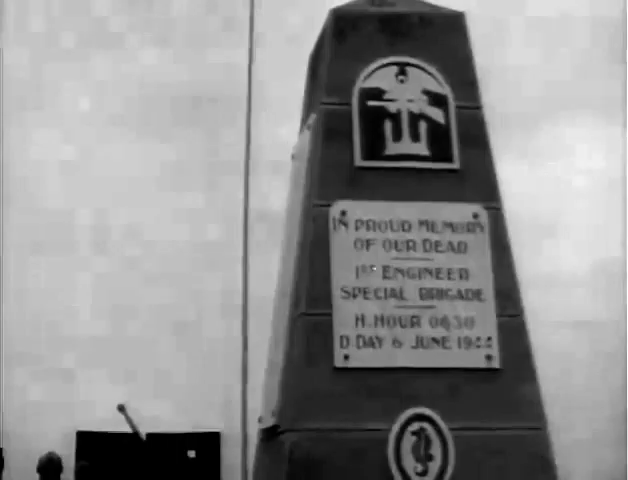 IN PROUD MEMORY
OF OUR DEAD
1ST ENGINEER
SPECIAL BRIGADE
H.HOUR 0630
D.DAY 6 JUNE 1944